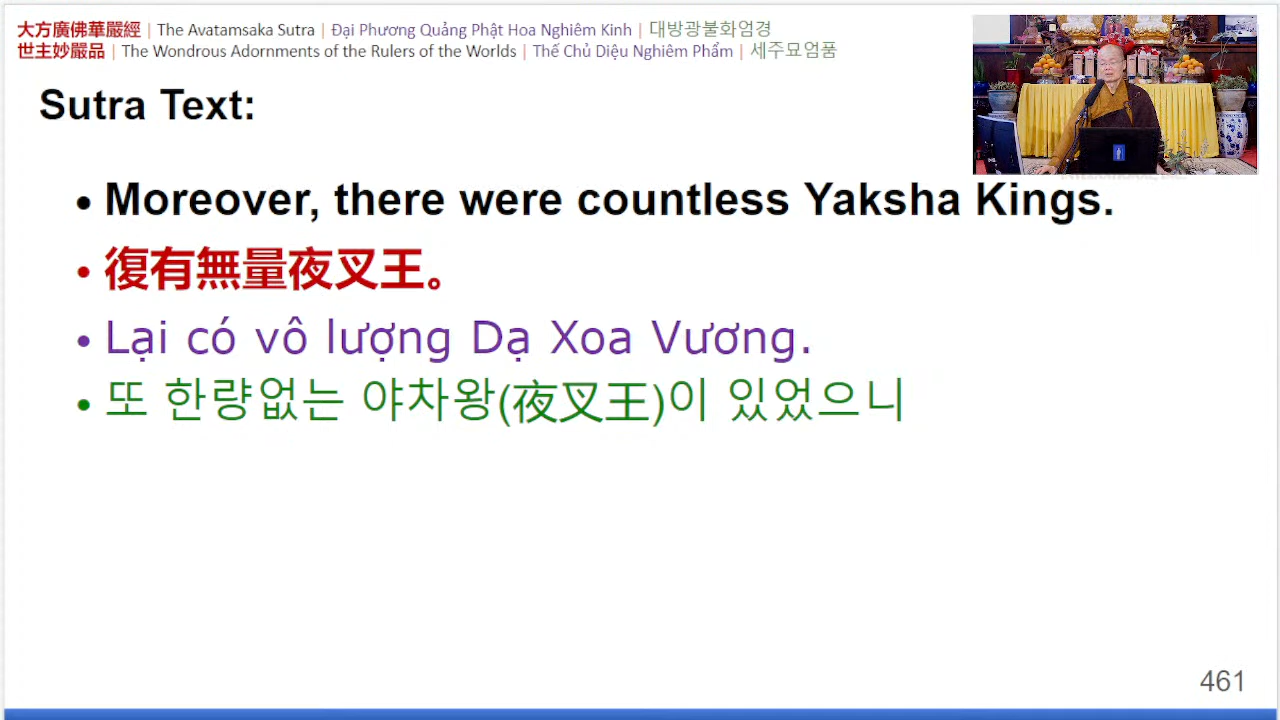 大方廣佛華嚴經 | The Avatamsaka Sutra | Đại Phương Quảng Phật Hoa Nghiêm Kinh | 대방광불화엄경
世主妙嚴品 | The Wondrous Adornments of the Rulers of the Worlds | Thế Chủ Diệu Nghiêm Phẩm | 세주묘엄품
Sutra Text:
• Moreover, there were countless Yaksha Kings.
• 復有無量夜叉王。
• Lại có vô lượng Dạ Xoa Vương.
• 또 한량없는 야차왕(夜叉王)이 있었으니
461